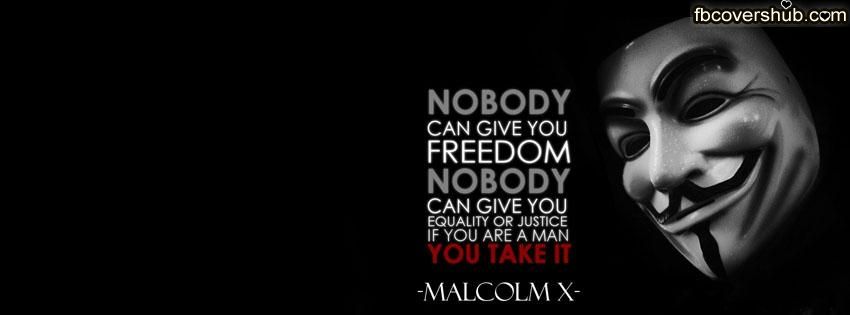 fbcovershub.com
NOBODY
CAN GIVE YOU
FREEDOM
NOBODY
CAN GIVE YOU
EQUALITY OR JUSTICE
IF YOU ARE A MAN
YOU TAKE IT
-MALCOLM X-